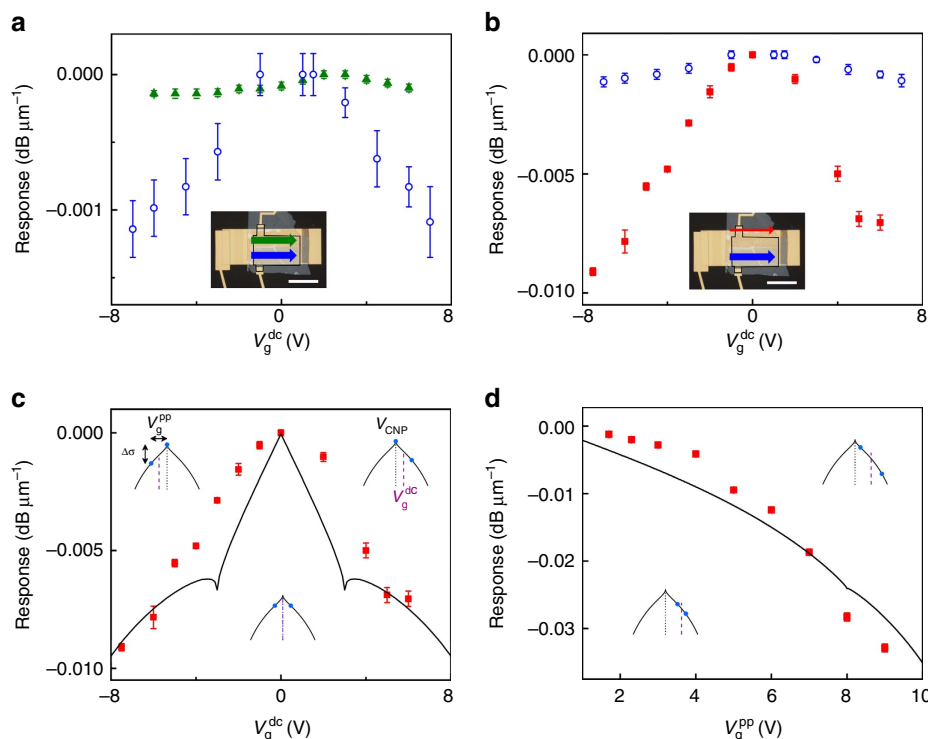 a
0.000
−0.001
Response (dB μm⁻¹)
−8
0
8
V_g^dc (V)
b
0.000
−0.005
−0.010
Response (dB μm⁻¹)
−8
0
8
V_g^dc (V)
c
0.000
−0.005
−0.010
Response (dB μm⁻¹)
V_g^pp
Δσ
V_CNP
V_g^dc
−8
0
8
V_g^dc (V)
d
−0.00
−0.01
−0.02
−0.03
Response (dB μm⁻¹)
2
4
6
8
10
V_g^pp (V)